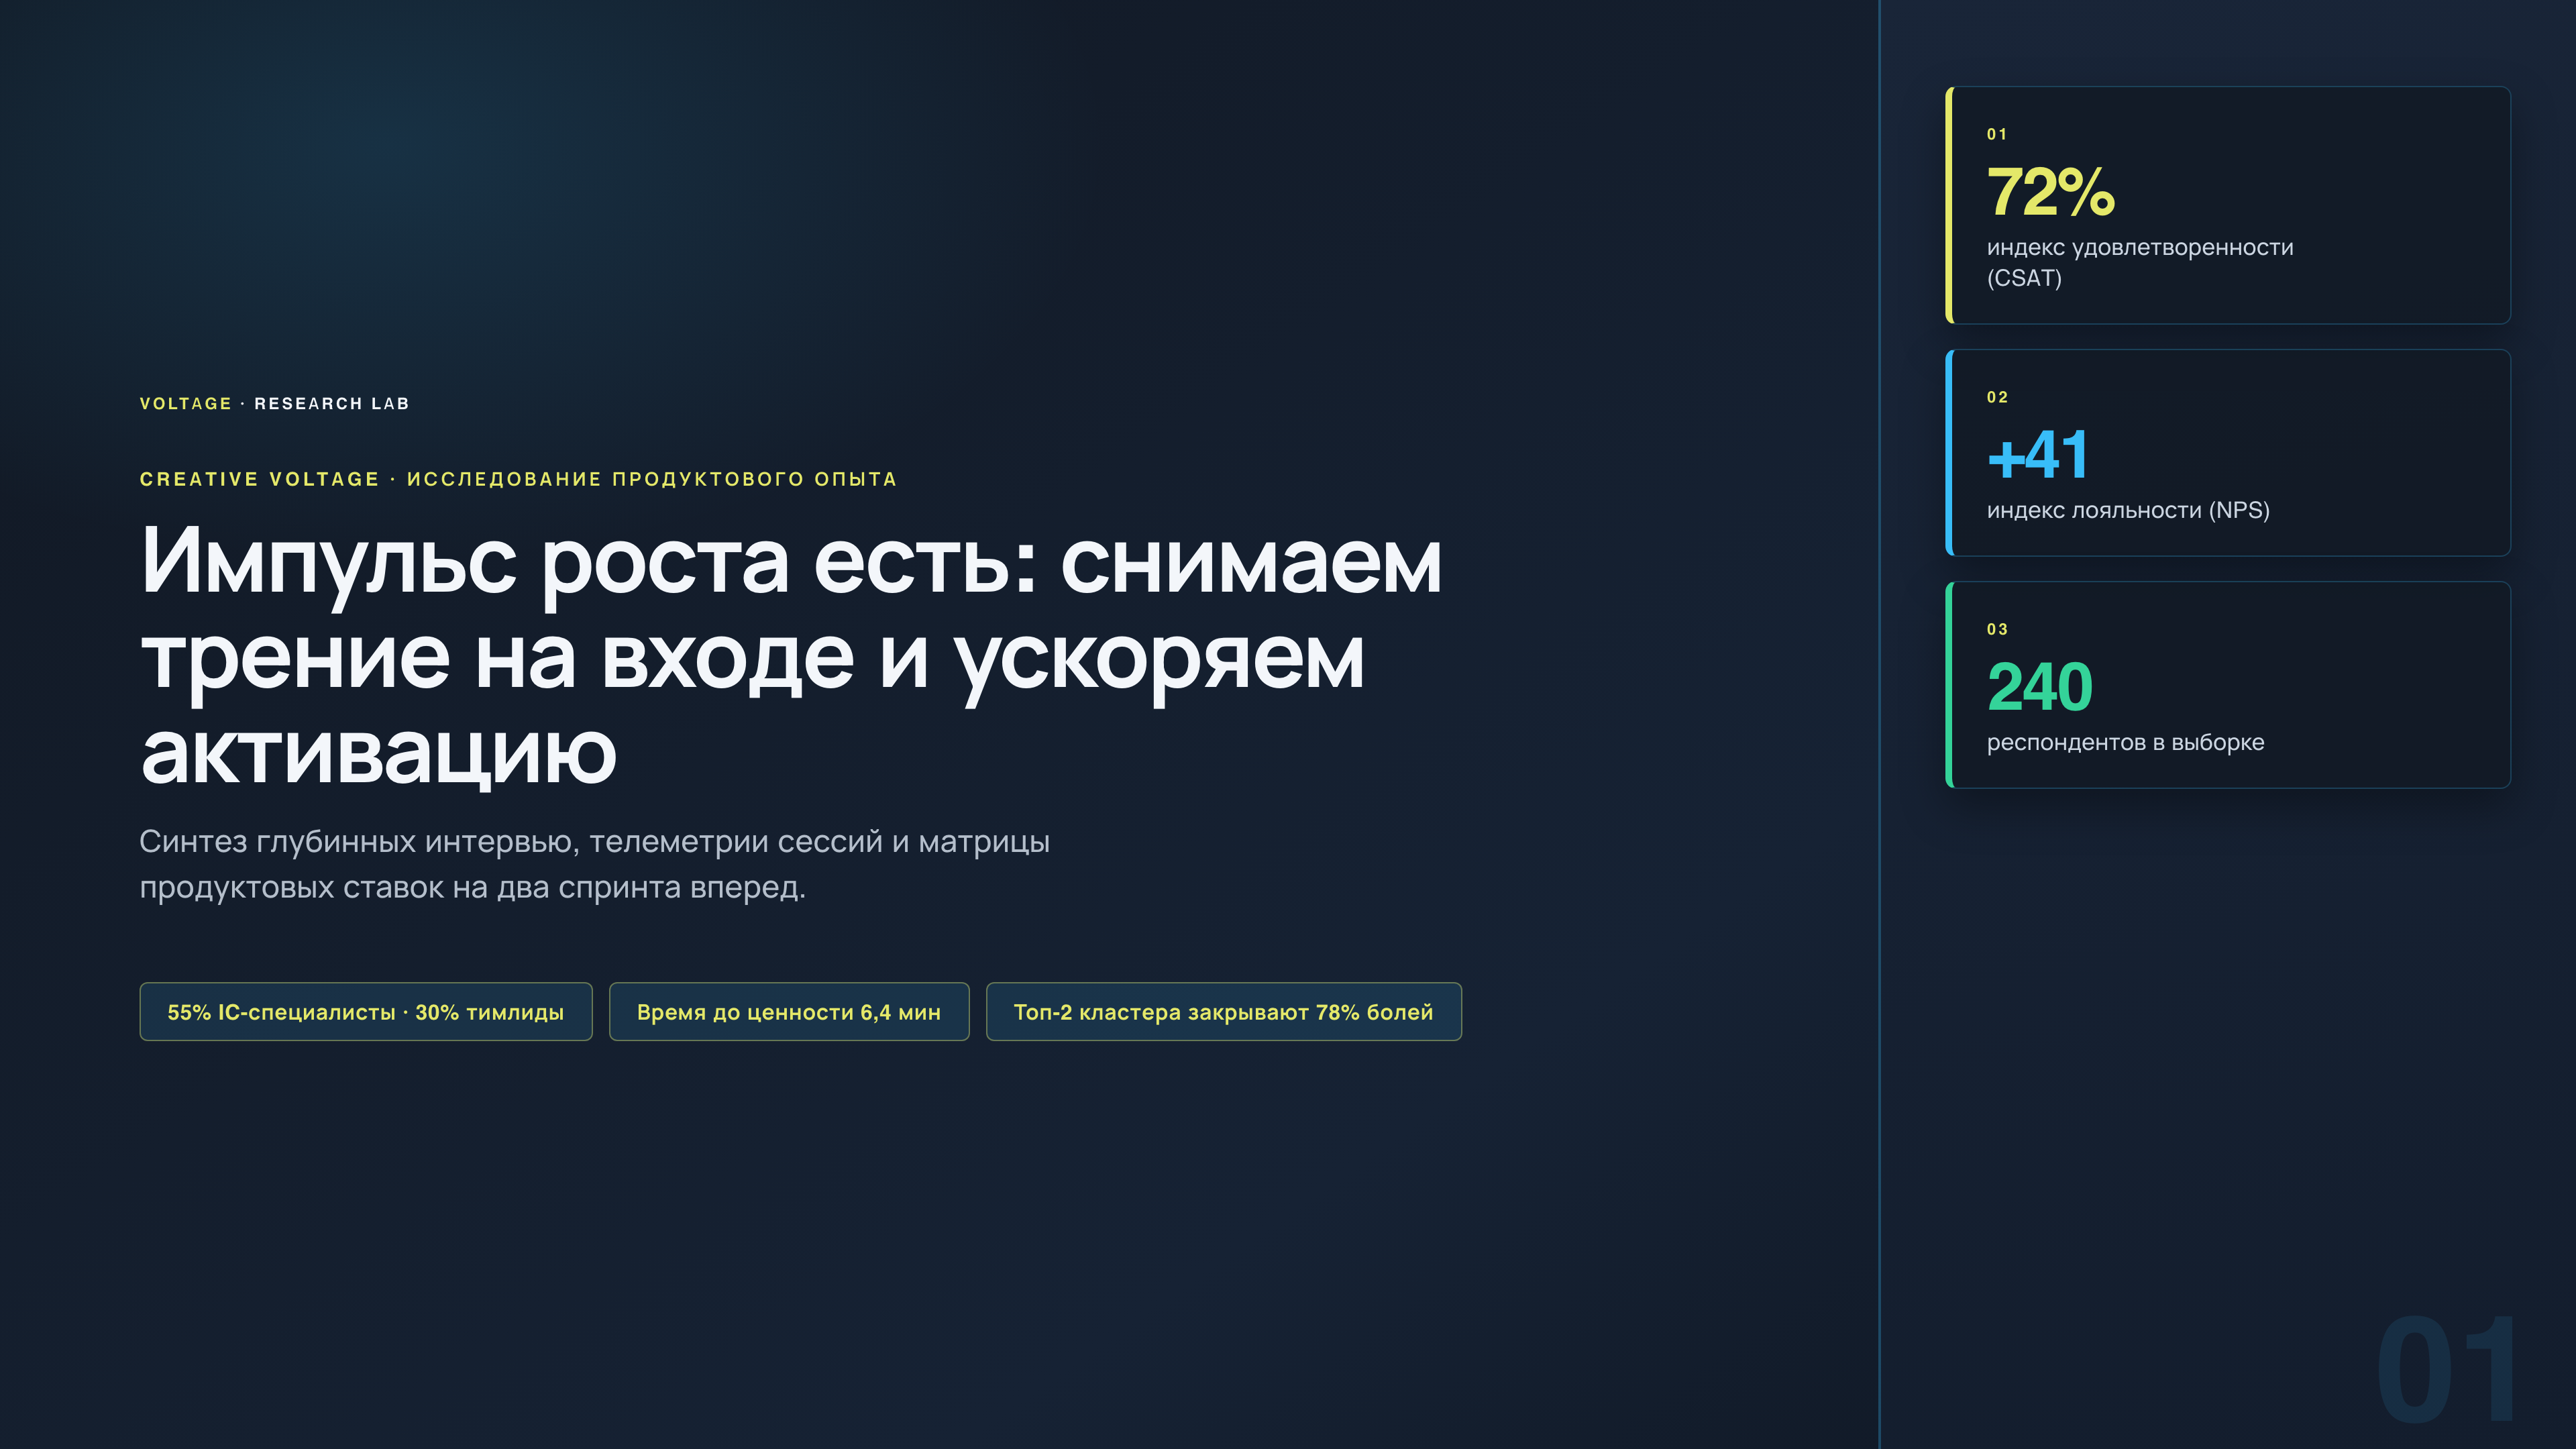 VOLTAGE · RESEARCH LAB
CREATIVE VOLTAGE · ИССЛЕДОВАНИЕ ПРОДУКТОВОГО ОПЫТА
Импульс роста есть: снимаем
трение на входе и ускоряем
активацию
Синтез глубинных интервью, телеметрии сессий и матрицы
продуктовых ставок на два спринта вперед.
55% IC-специалисты · 30% тимлиды
Время до ценности 6,4 мин
Топ-2 кластера закрывают 78% болей
01
72%
индекс удовлетворенности
(CSAT)
02
+41
индекс лояльности (NPS)
03
240
респондентов в выборке
01